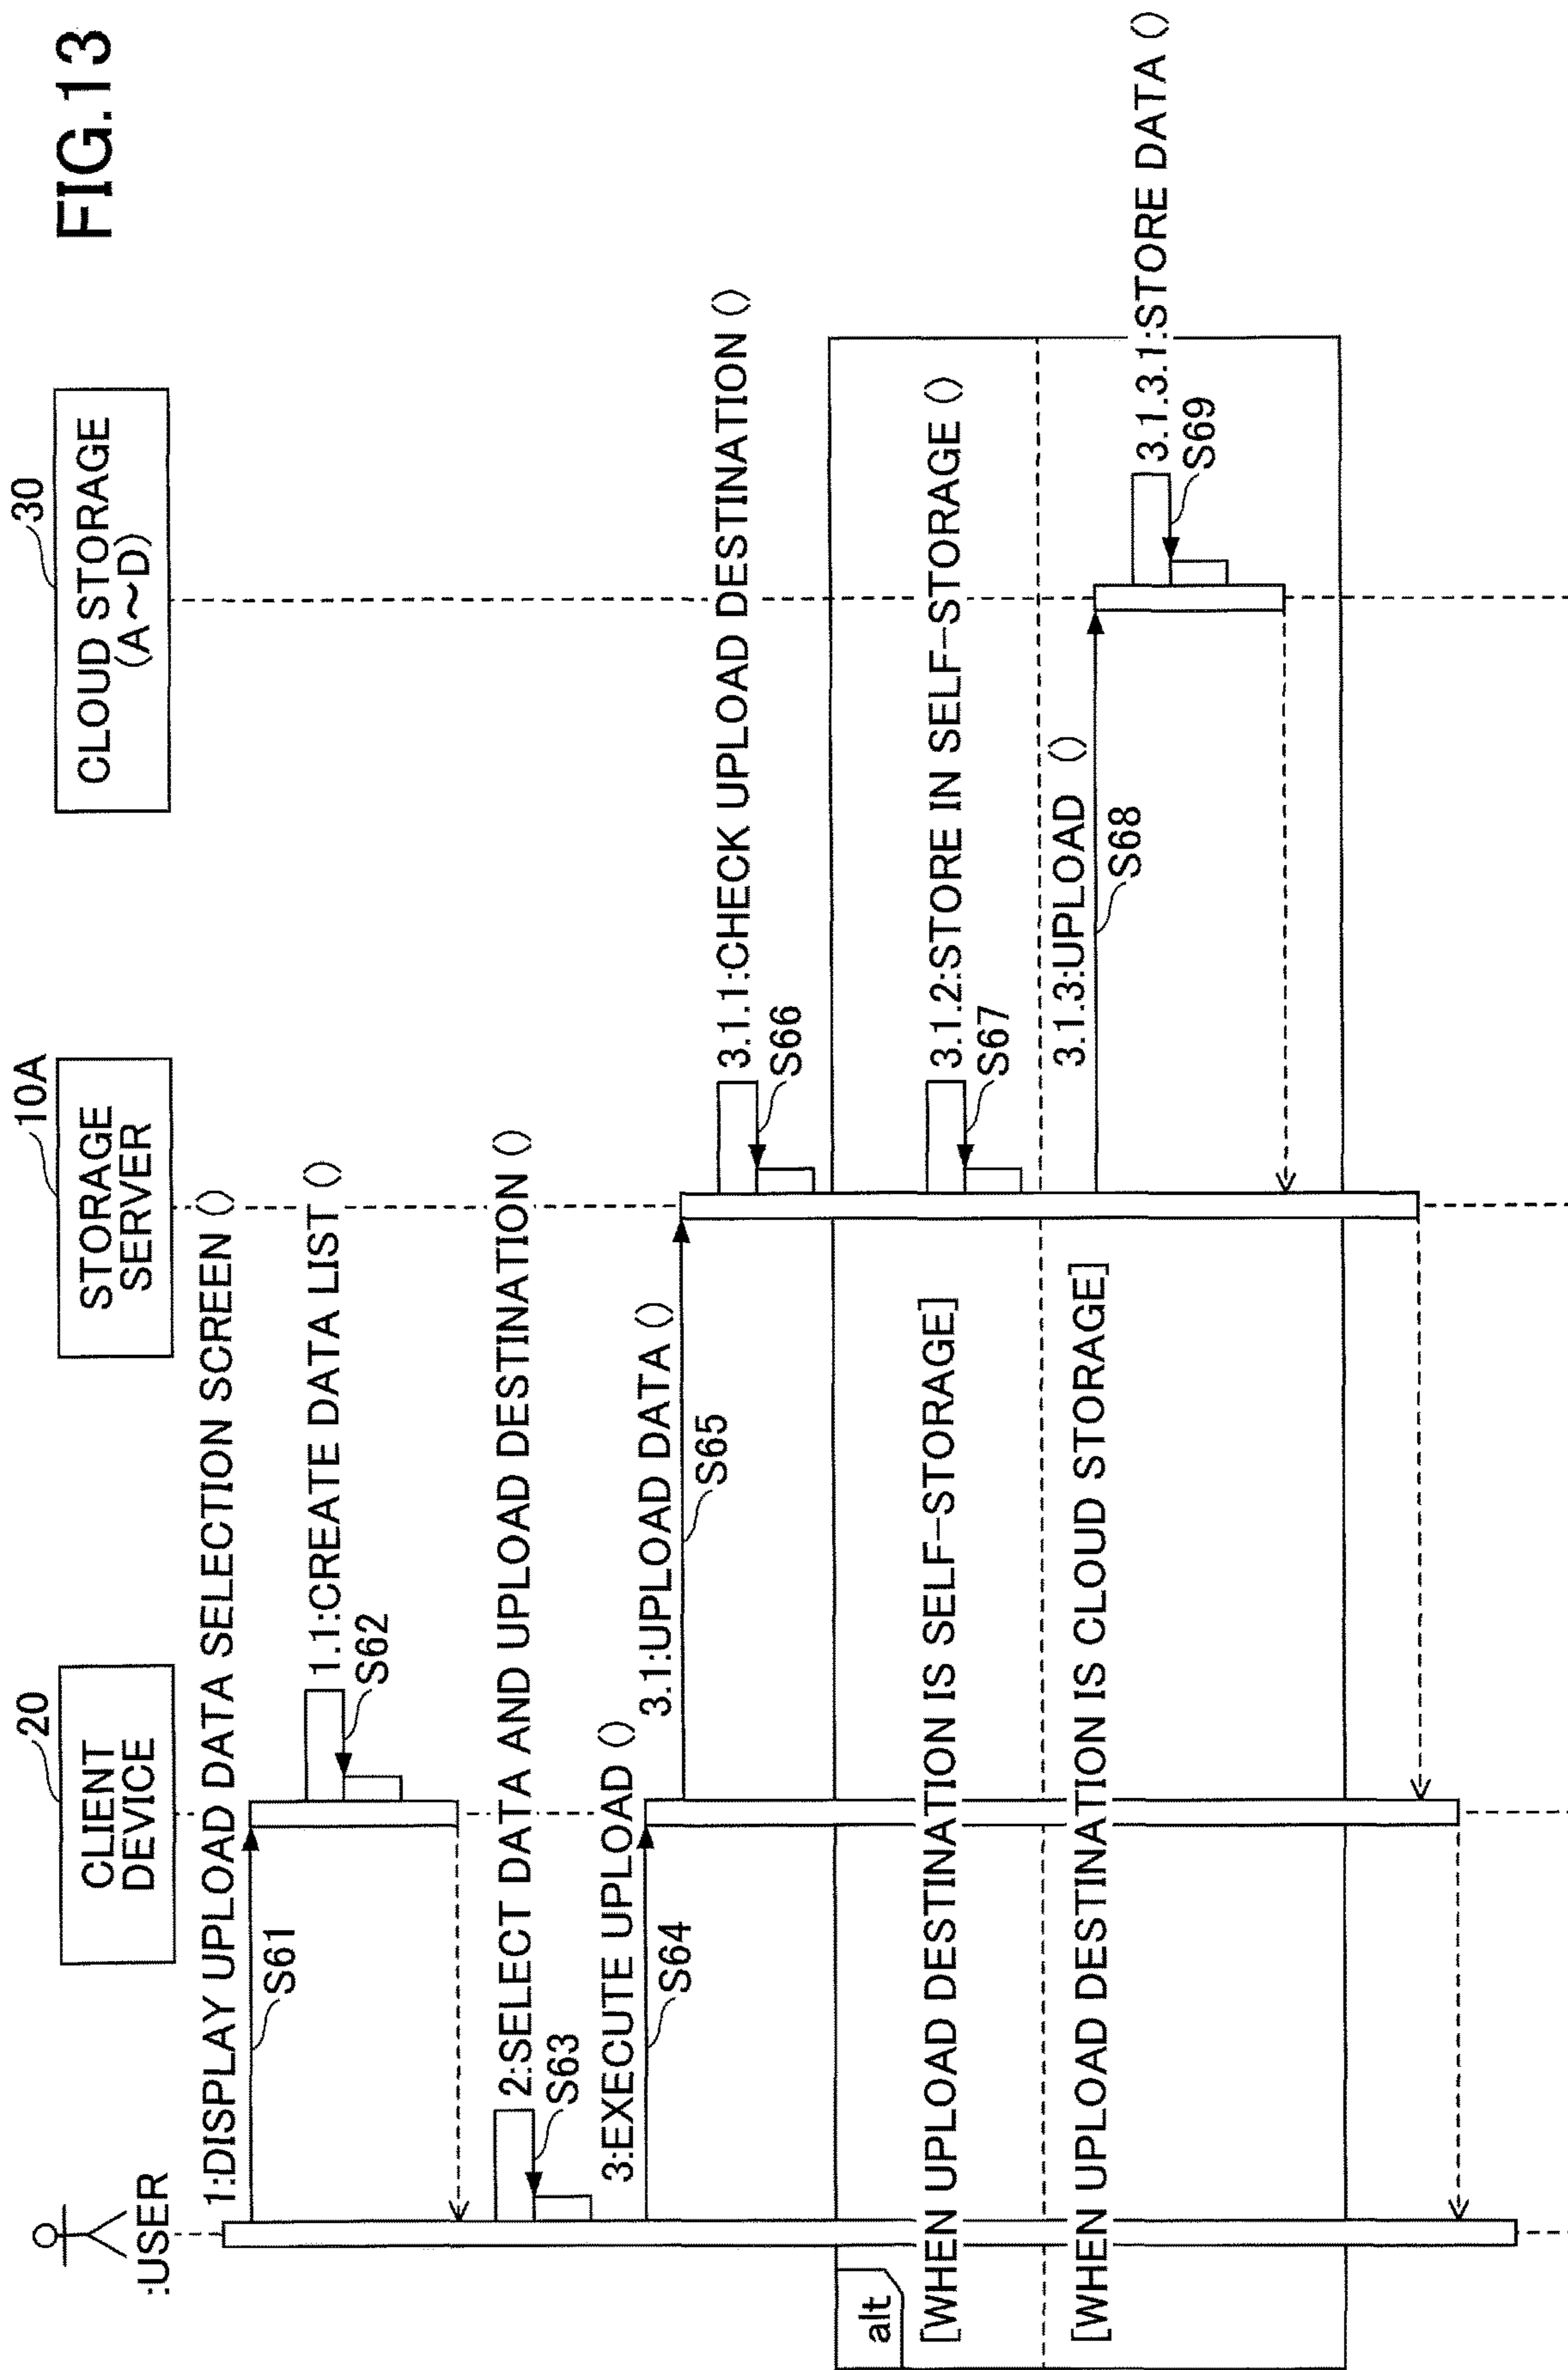 FIG.13
:USER
20
CLIENT
DEVICE
10A
STORAGE
SERVER
30
CLOUD STORAGE
(A~D)
1:DISPLAY UPLOAD DATA SELECTION SCREEN ()
S61
1.1:CREATE DATA LIST ()
S62
2:SELECT DATA AND UPLOAD DESTINATION ()
S63
3:EXECUTE UPLOAD ()
S64
3.1:UPLOAD DATA ()
S65
3.1.1:CHECK UPLOAD DESTINATION ()
S66
alt
[WHEN UPLOAD DESTINATION IS SELF-STORAGE]
3.1.2:STORE IN SELF-STORAGE ()
S67
[WHEN UPLOAD DESTINATION IS CLOUD STORAGE]
3.1.3:UPLOAD ()
S68
3.1.3.1:STORE DATA ()
S69